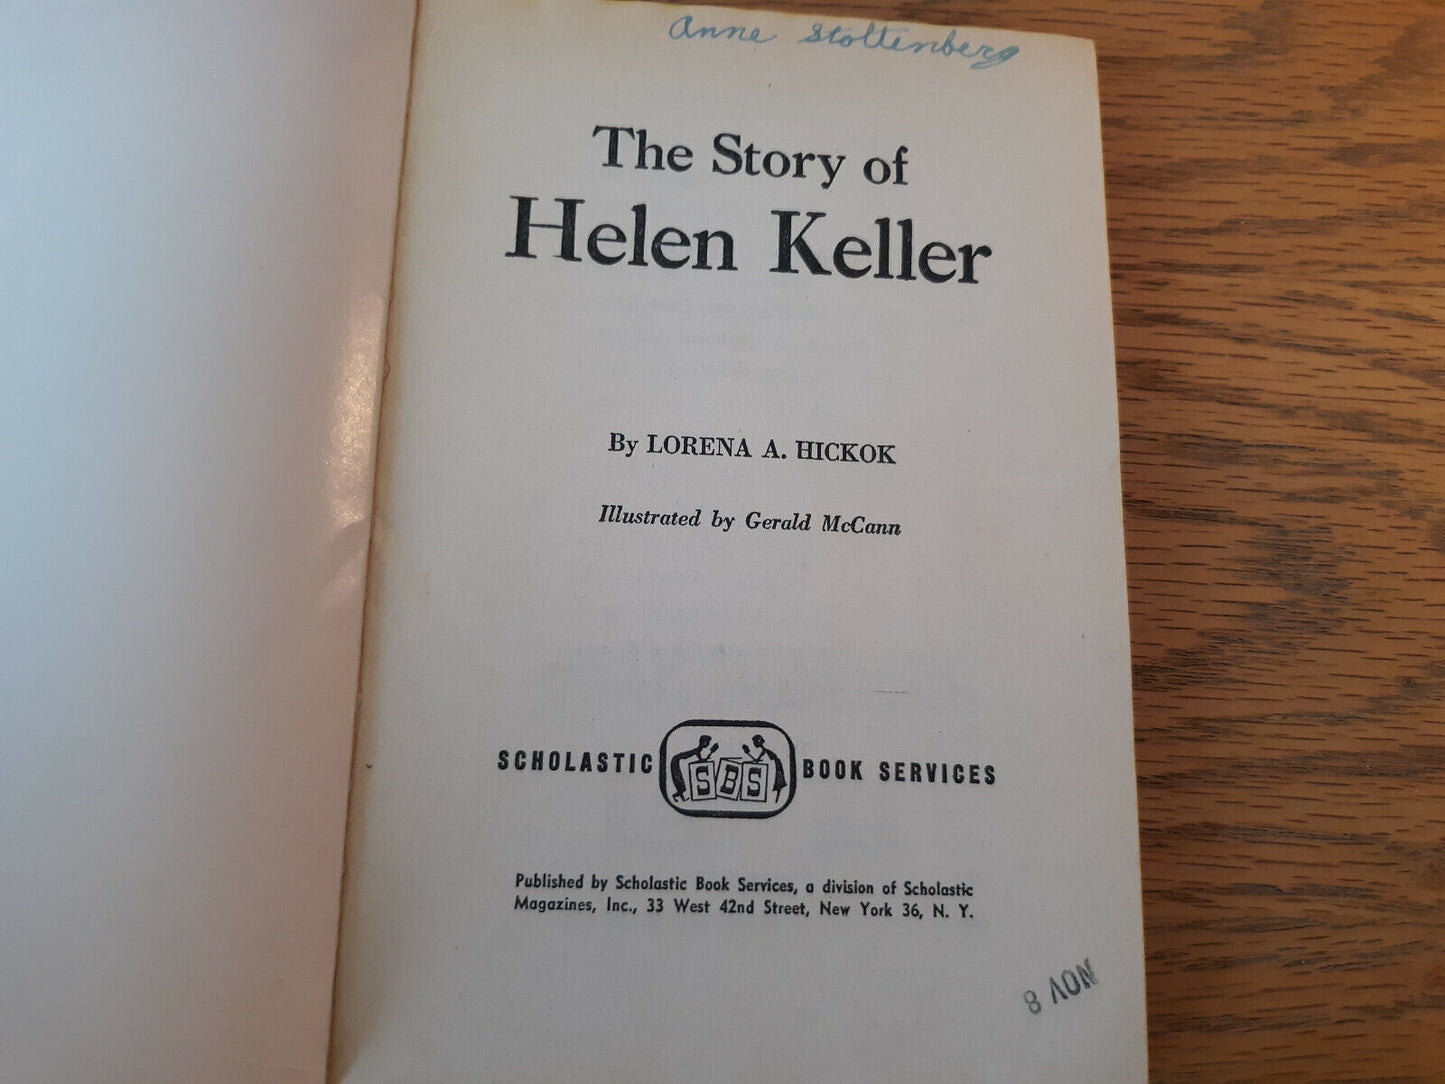 Anne Stoltenberg
The Story of
Helen Keller
By LORENA A. HICKOK
Illustrated by Gerald McCann
SCHOLASTIC SBS BOOK SERVICES
Published by Scholastic Book Services, a division of Scholastic
Magazines, Inc., 33 West 42nd Street, New York 36, N. Y.
NOV 8